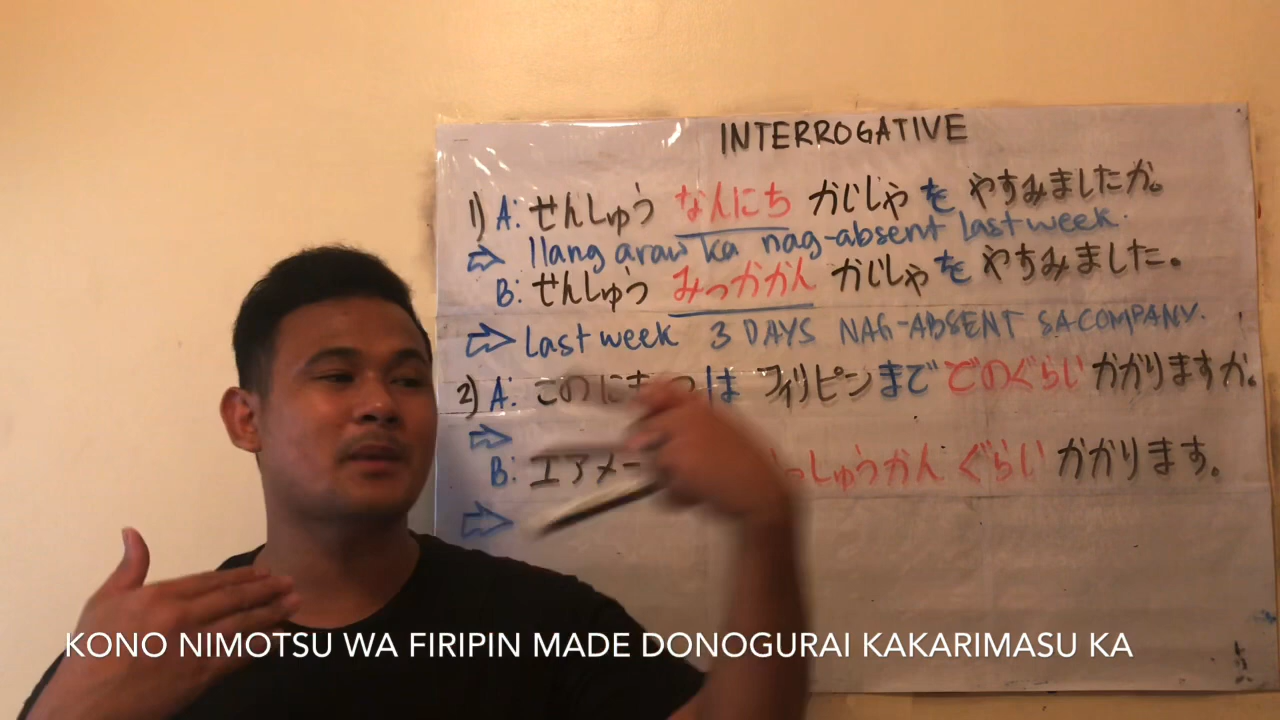 INTERROGATIVE
1) A: せんしゅう なんにち かじしゃ を やすみましたか。
⇨ Ilang araw ka nag-absent last week.
B: せんしゅう みっかかん かじしゃ を やちみました。
⇨ Last week 3 DAYS NAG-ABSENT SA COMPANY.
2) A: このに は フィリピンまで どのぐらい かかりますか。
⇨
B: エアメー っしゅうかん ぐらい かかります。
⇨
KONO NIMOTSU WA FIRIPIN MADE DONOGURAI KAKARIMASU KA